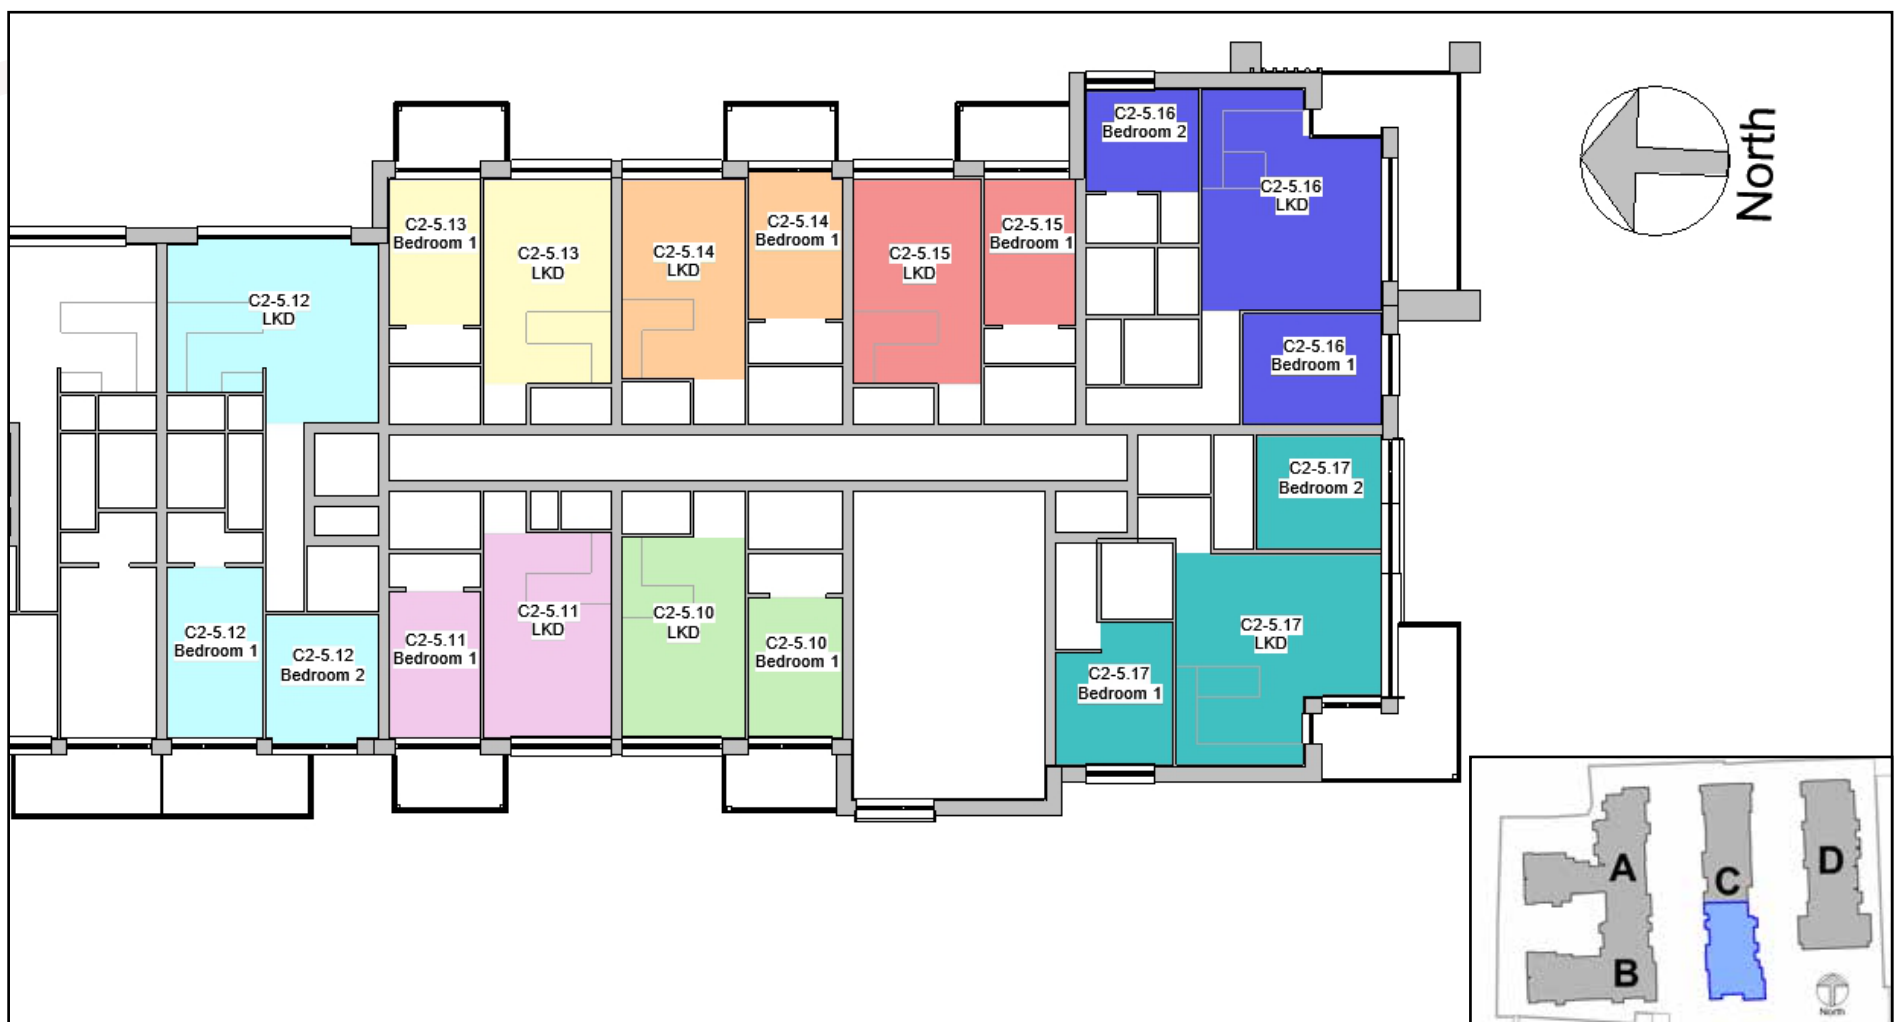 C2-5.16
Bedroom 2
C2-5.16
LKD
North
C2-5.13
Bedroom 1
C2-5.13
LKD
C2-5.14
LKD
C2-5.14
Bedroom 1
C2-5.15
LKD
C2-5.15
Bedroom 1
C2-5.12
LKD
C2-5.16
Bedroom 1
C2-5.17
Bedroom 2
C2-5.12
Bedroom 1
C2-5.12
Bedroom 2
C2-5.11
Bedroom 1
C2-5.11
LKD
C2-5.10
LKD
C2-5.10
Bedroom 1
C2-5.17
Bedroom 1
C2-5.17
LKD
A
C
D
B
North